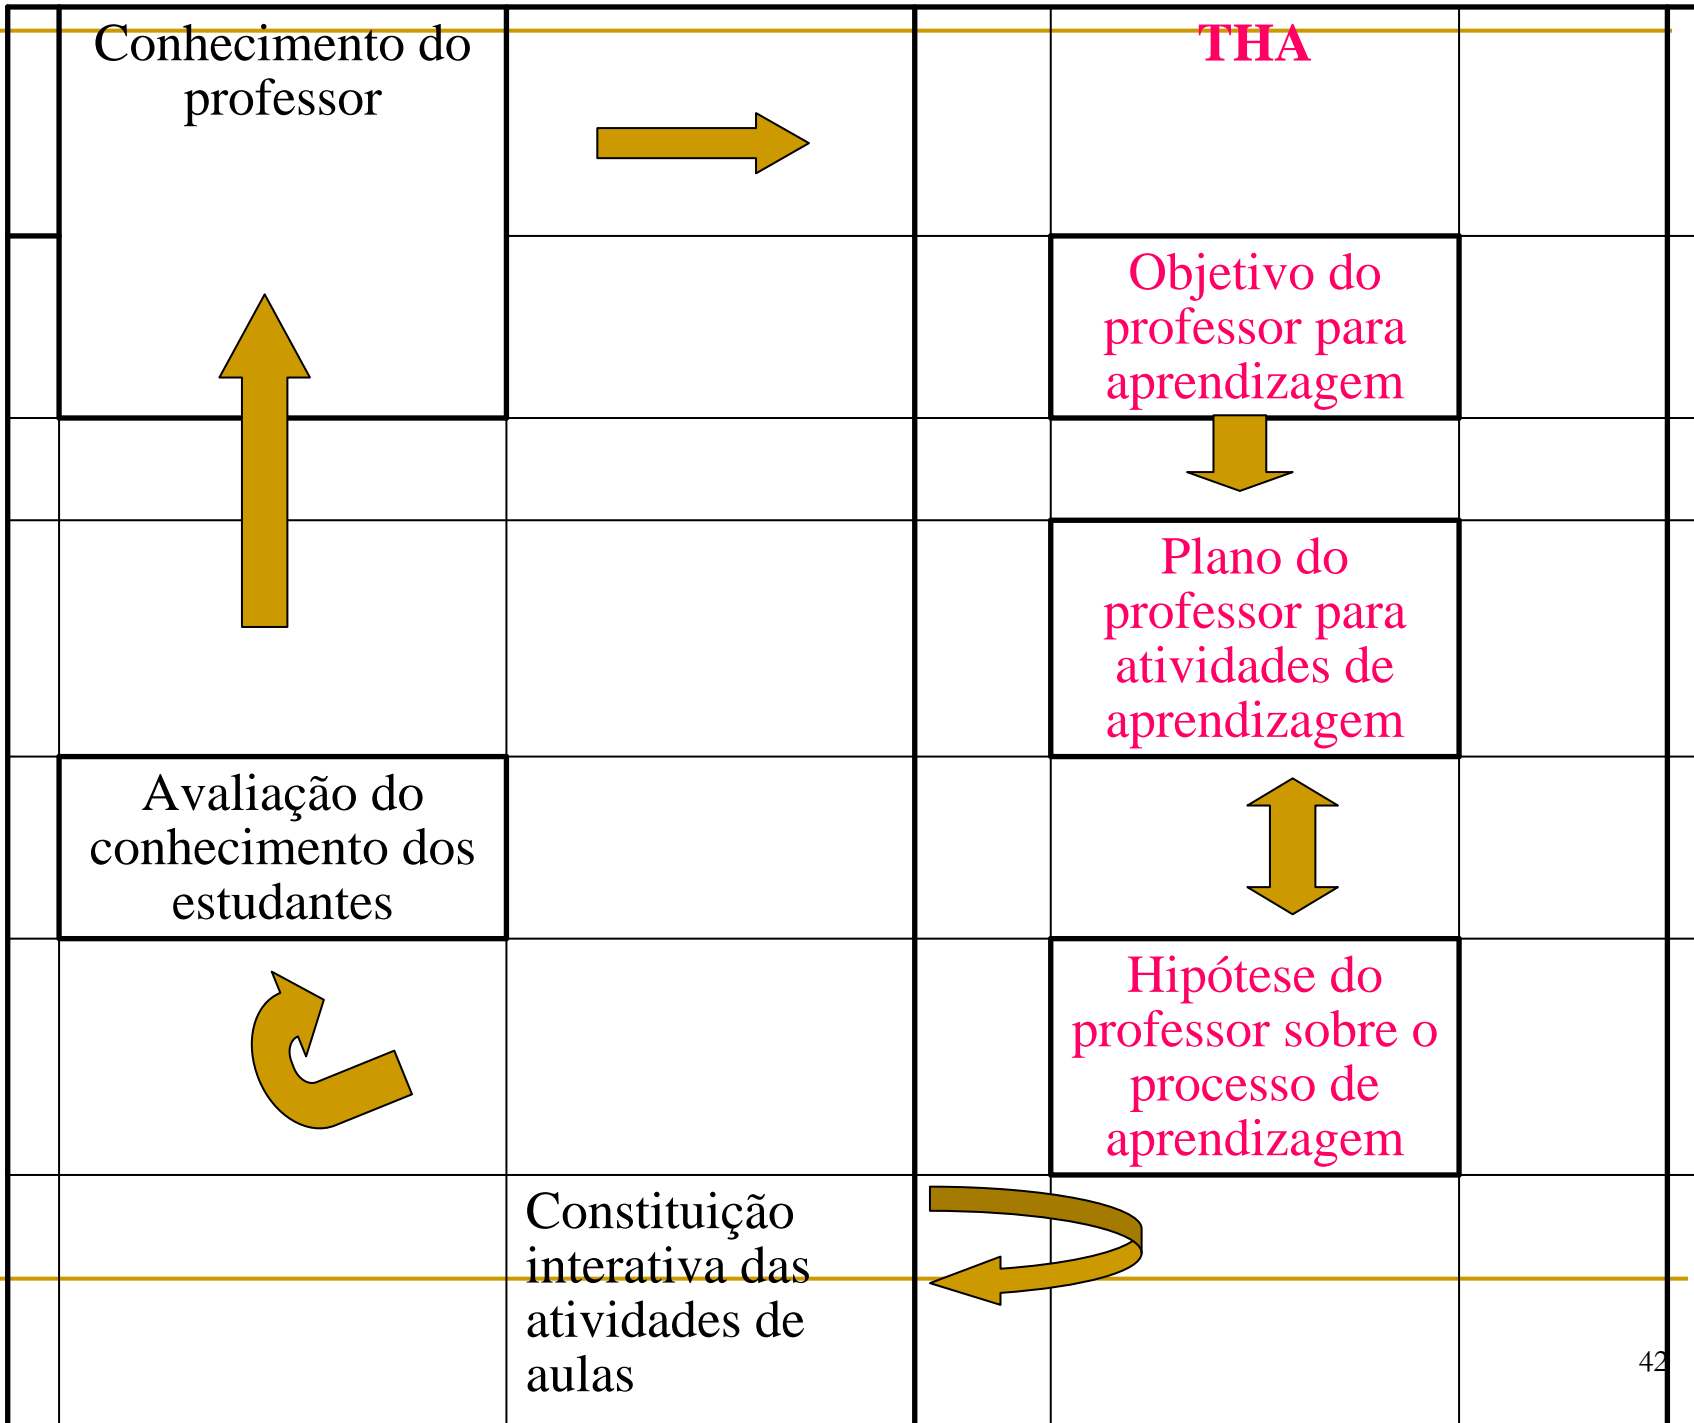 Conhecimento do
professor
THA
Objetivo do
professor para
aprendizagem
Plano do
professor para
atividades de
aprendizagem
Avaliação do
conhecimento dos
estudantes
Hipótese do
professor sobre o
processo de
aprendizagem
Constituição
interativa das
atividades de
aulas
42